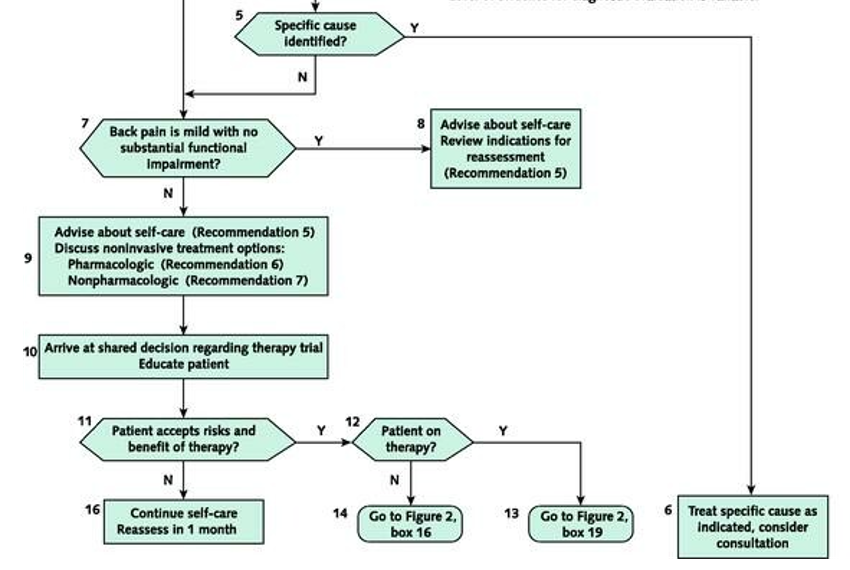 5
Specific cause
identified?
Y
N
7
Back pain is mild with no
substantial functional
impairment?
Y
8
Advise about self-care
Review indications for
reassessment
(Recommendation 5)
N
9
Advise about self-care (Recommendation 5)
Discuss noninvasive treatment options:
Pharmacologic (Recommendation 6)
Nonpharmacologic (Recommendation 7)
10
Arrive at shared decision regarding therapy trial
Educate patient
11
Patient accepts risks and
benefit of therapy?
Y
12
Patient on
therapy?
Y
N
N
16
Continue self-care
Reassess in 1 month
14
Go to Figure 2,
box 16
13
Go to Figure 2,
box 19
6
Treat specific cause as
indicated, consider
consultation